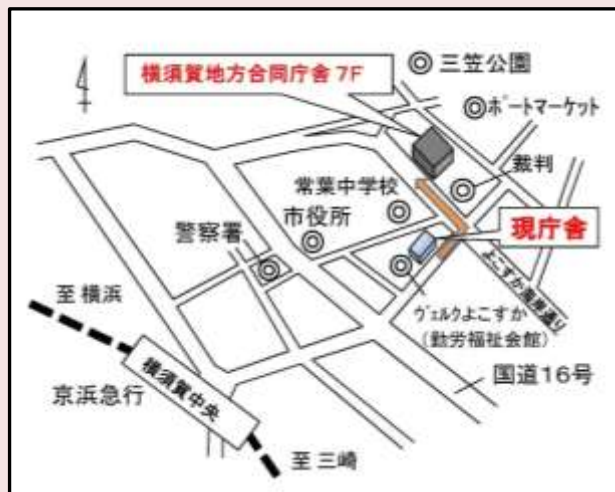 横須賀地方合同庁舎 7F
三笠公園
ポートマーケット
裁判
常葉中学校
市役所
警察署
現庁舎
よこすか海岸通り
ヴェルクよこすか
(勤労福祉会館)
至 横浜
国道16号
横須賀中央
京浜急行
至 三崎